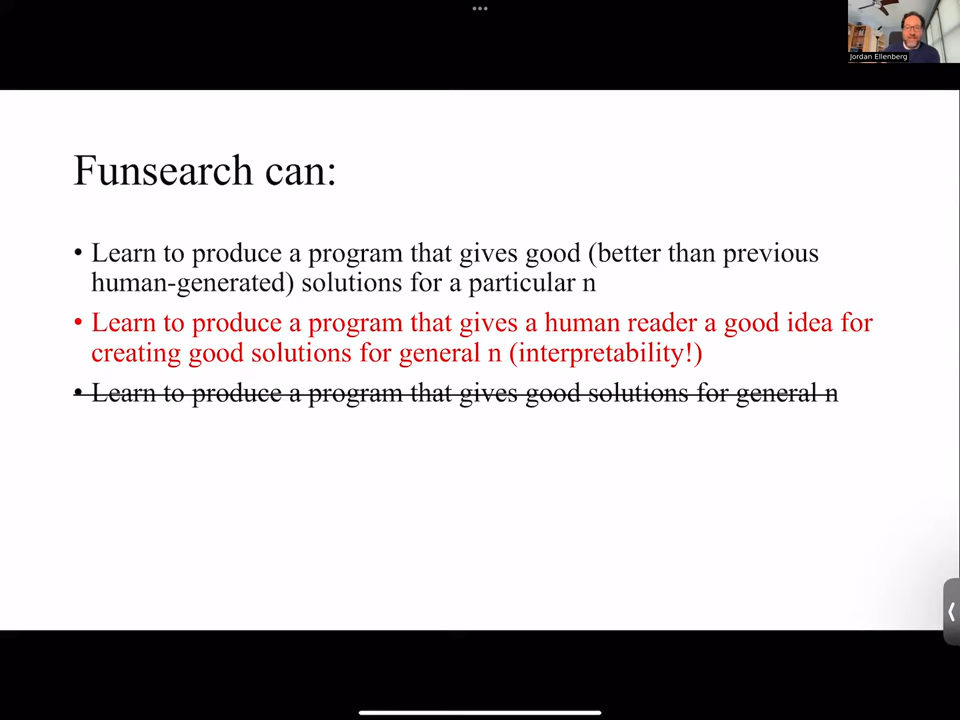 Jordan Ellenberg
Funsearch can:
• Learn to produce a program that gives good (better than previous
human-generated) solutions for a particular n
• Learn to produce a program that gives a human reader a good idea for
creating good solutions for general n (interpretability!)
• Learn to produce a program that gives good solutions for general n